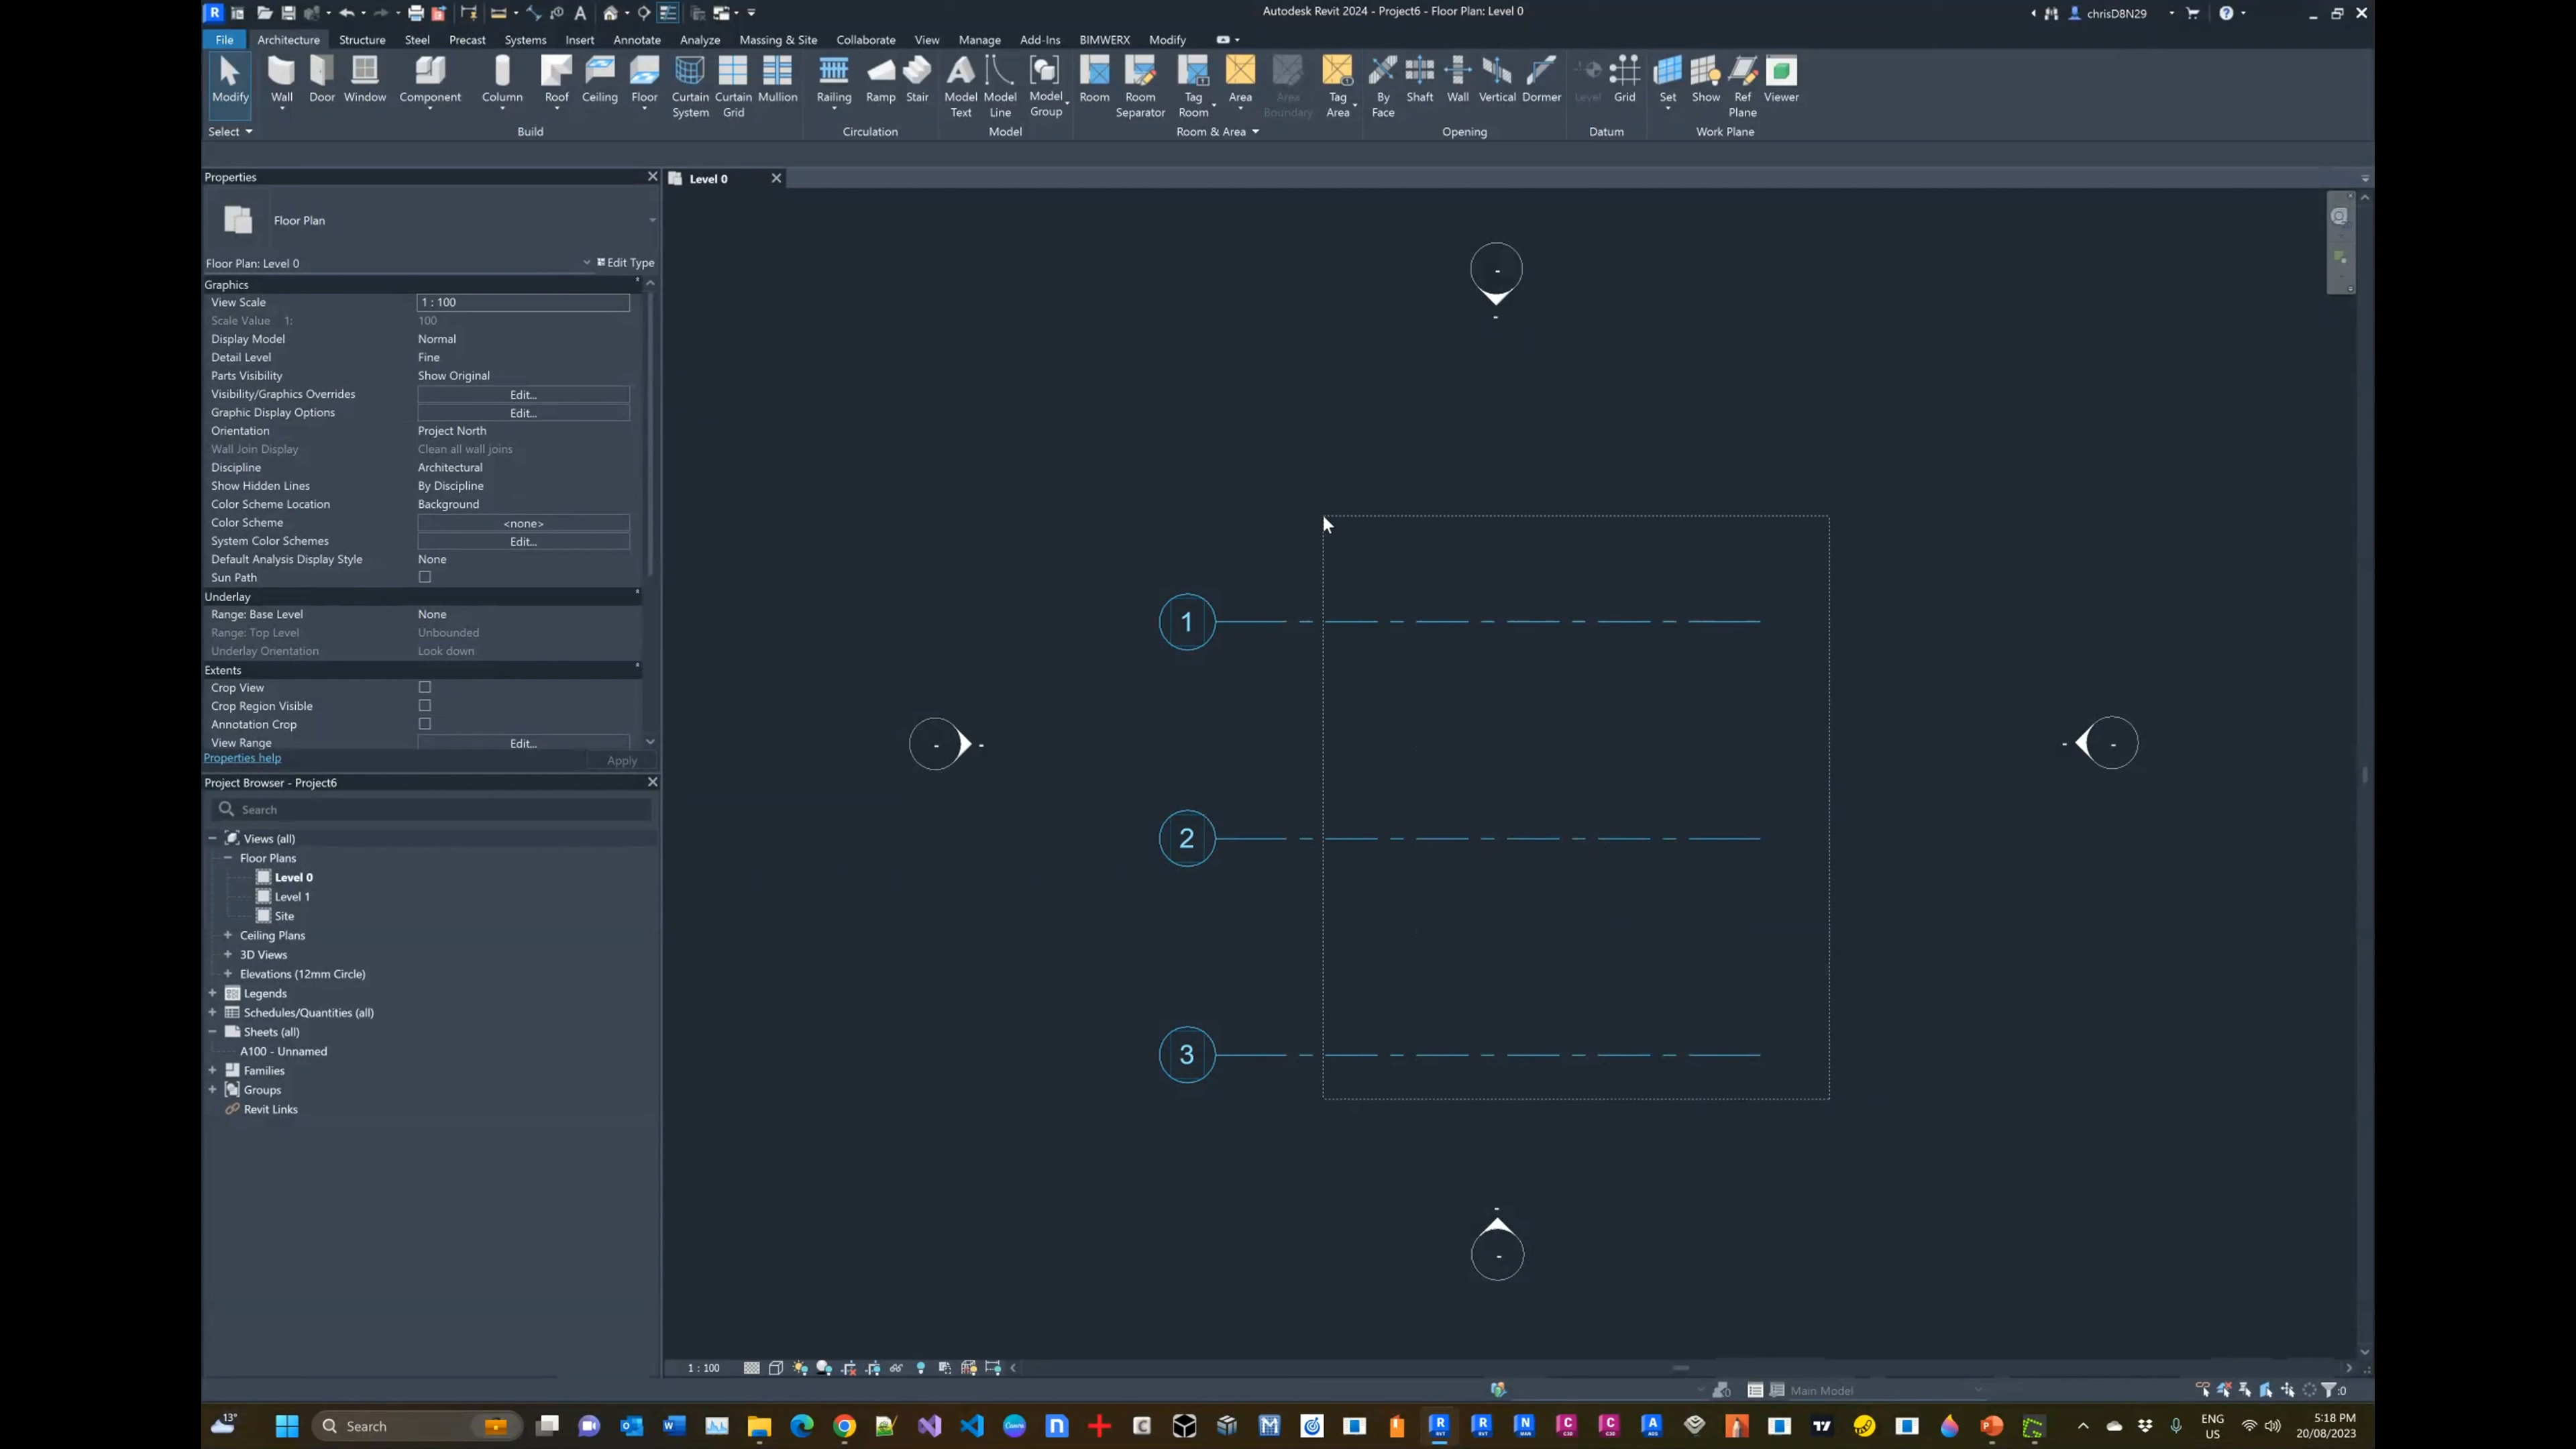 Autodesk Revit 2024 - Project6 - Floor Plan: Level 0
chrisD8N29
File Architecture Structure Steel Precast Systems Insert Annotate Analyze Massing & Site Collaborate View Manage Add-Ins BIMWERX Modify
Modify Wall Door Window Component Column Roof Ceiling Floor Curtain System Curtain Grid Mullion Railing Ramp Stair Model Text Model Line Model Group Room Room Separator Tag Room Area Area Boundary Tag Area By Face Shaft Wall Vertical Dormer Level Grid Set Show Ref Plane Viewer
Select Build Circulation Model Room & Area Opening Datum Work Plane
Properties
Level 0
Floor Plan
Floor Plan: Level 0 Edit Type
Graphics
View Scale 1 : 100
Scale Value 1: 100
Display Model Normal
Detail Level Fine
Parts Visibility Show Original
Visibility/Graphics Overrides Edit...
Graphic Display Options Edit...
Orientation Project North
Wall Join Display Clean all wall joins
Discipline Architectural
Show Hidden Lines By Discipline
Color Scheme Location Background
Color Scheme <none>
System Color Schemes Edit...
Default Analysis Display Style None
Sun Path
Underlay
Range: Base Level None
Range: Top Level Unbounded
Underlay Orientation Look down
Extents
Crop View
Crop Region Visible
Annotation Crop
View Range Edit...
Properties help Apply
Project Browser - Project6
Search
Views (all)
Floor Plans
Level 0
Level 1
Site
Ceiling Plans
3D Views
Elevations (12mm Circle)
Legends
Schedules/Quantities (all)
Sheets (all)
A100 - Unnamed
Families
Groups
Revit Links
1
2
3
1 : 100
Main Model
:0
13°
Search
ENG
US
5:18 PM
20/08/2023